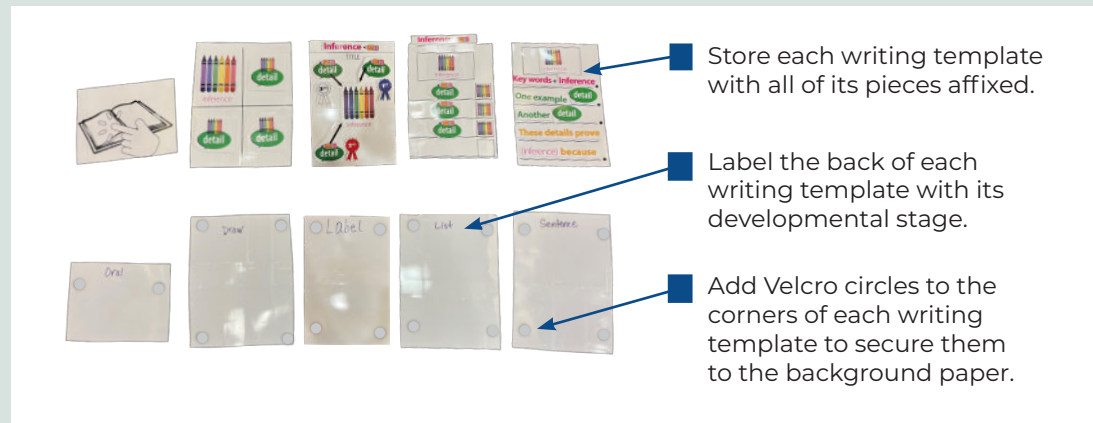 Inference
detail
detail
detail
Inference =
TITLE
detail
detail
inference
detail
Inference
detail
detail
detail
Key words + inference
One example detail
Another detail
These details prove
(inference) because
Store each writing template
with all of its pieces affixed.
Oral
Draw
Label
List
Sentence
Label the back of each
writing template with its
developmental stage.
Add Velcro circles to the
corners of each writing
template to secure them
to the background paper.